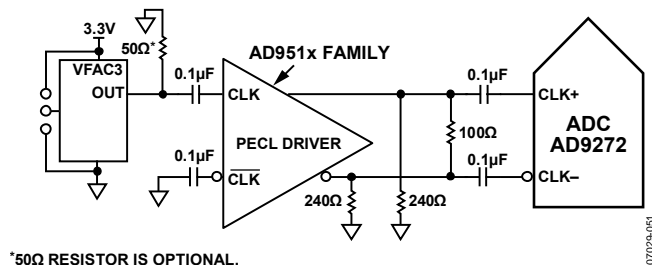 3.3V
50Ω*
VFAC3
OUT
0.1µF
CLK
AD951x FAMILY
PECL DRIVER
0.1µF
CLK
240Ω
240Ω
100Ω
0.1µF
CLK+
ADC
AD9272
0.1µF
CLK–
*50Ω RESISTOR IS OPTIONAL.
07029-051